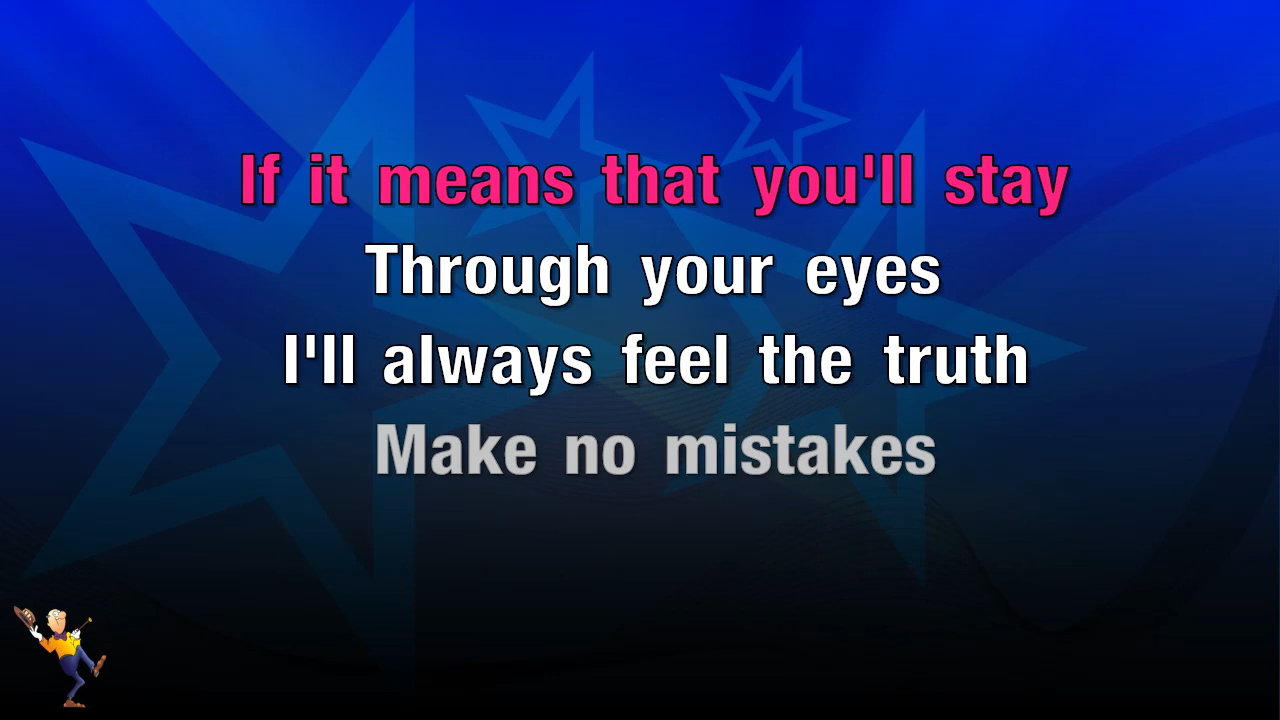 If it means that you'll stay
Through your eyes
I'll always feel the truth
Make no mistakes